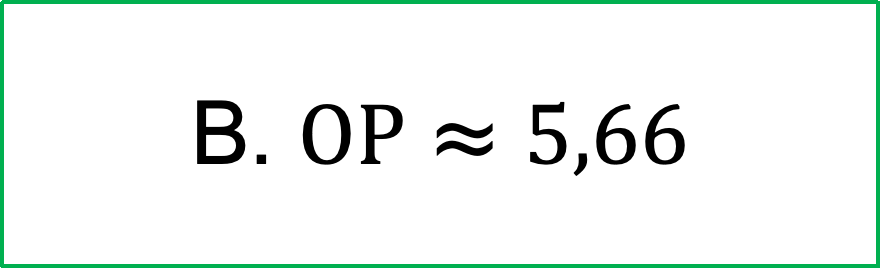 B. OP ≈ 5,66